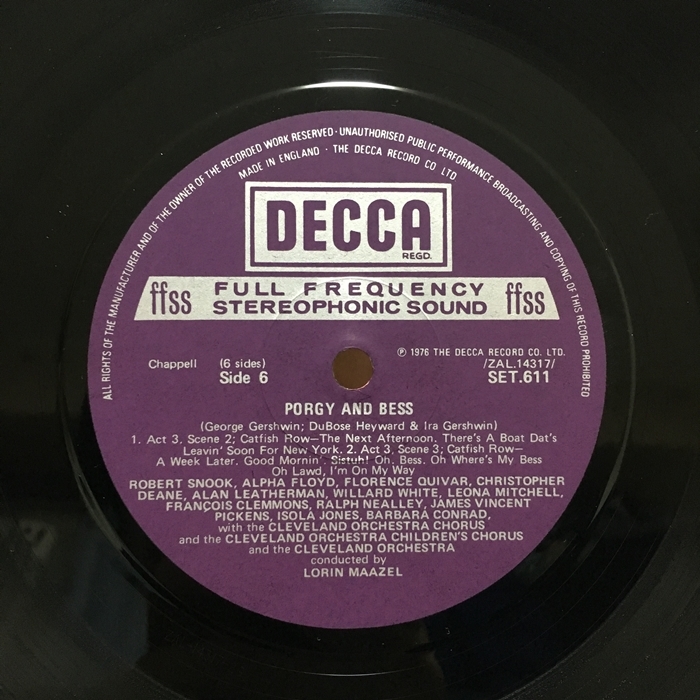 ALL RIGHTS OF THE MANUFACTURER AND OF THE OWNER OF THE RECORDED WORK RESERVED · UNAUTHORISED PUBLIC PERFORMANCE BROADCASTING AND COPYING OF THIS RECORD PROHIBITED
MADE IN ENGLAND · THE DECCA RECORD CO LTD
DECCA
REGD.
ffss FULL FREQUENCY STEREOPHONIC SOUND ffss
℗ 1976 THE DECCA RECORD CO. LTD.
Chappell (6 sides) /ZAL.14317/
Side 6 SET.611
PORGY AND BESS
(George Gershwin; DuBose Heyward & Ira Gershwin)
1. Act 3. Scene 2; Catfish Row—The Next Afternoon. There's A Boat Dat's
Leavin' Soon For New York. 2. Act 3. Scene 3; Catfish Row—
A Week Later. Good Mornin'. Sistuh! Oh. Bess. Oh Where's My Bess
Oh Lawd, I'm On My Way
ROBERT SNOOK, ALPHA FLOYD, FLORENCE QUIVAR, CHRISTOPHER
DEANE, ALAN LEATHERMAN, WILLARD WHITE, LEONA MITCHELL,
FRANÇOIS CLEMMONS, RALPH NEALLEY, JAMES VINCENT
PICKENS, ISOLA JONES, BARBARA CONRAD,
with the CLEVELAND ORCHESTRA CHORUS
and the CLEVELAND ORCHESTRA CHILDREN'S CHORUS
and the CLEVELAND ORCHESTRA
conducted by
LORIN MAAZEL